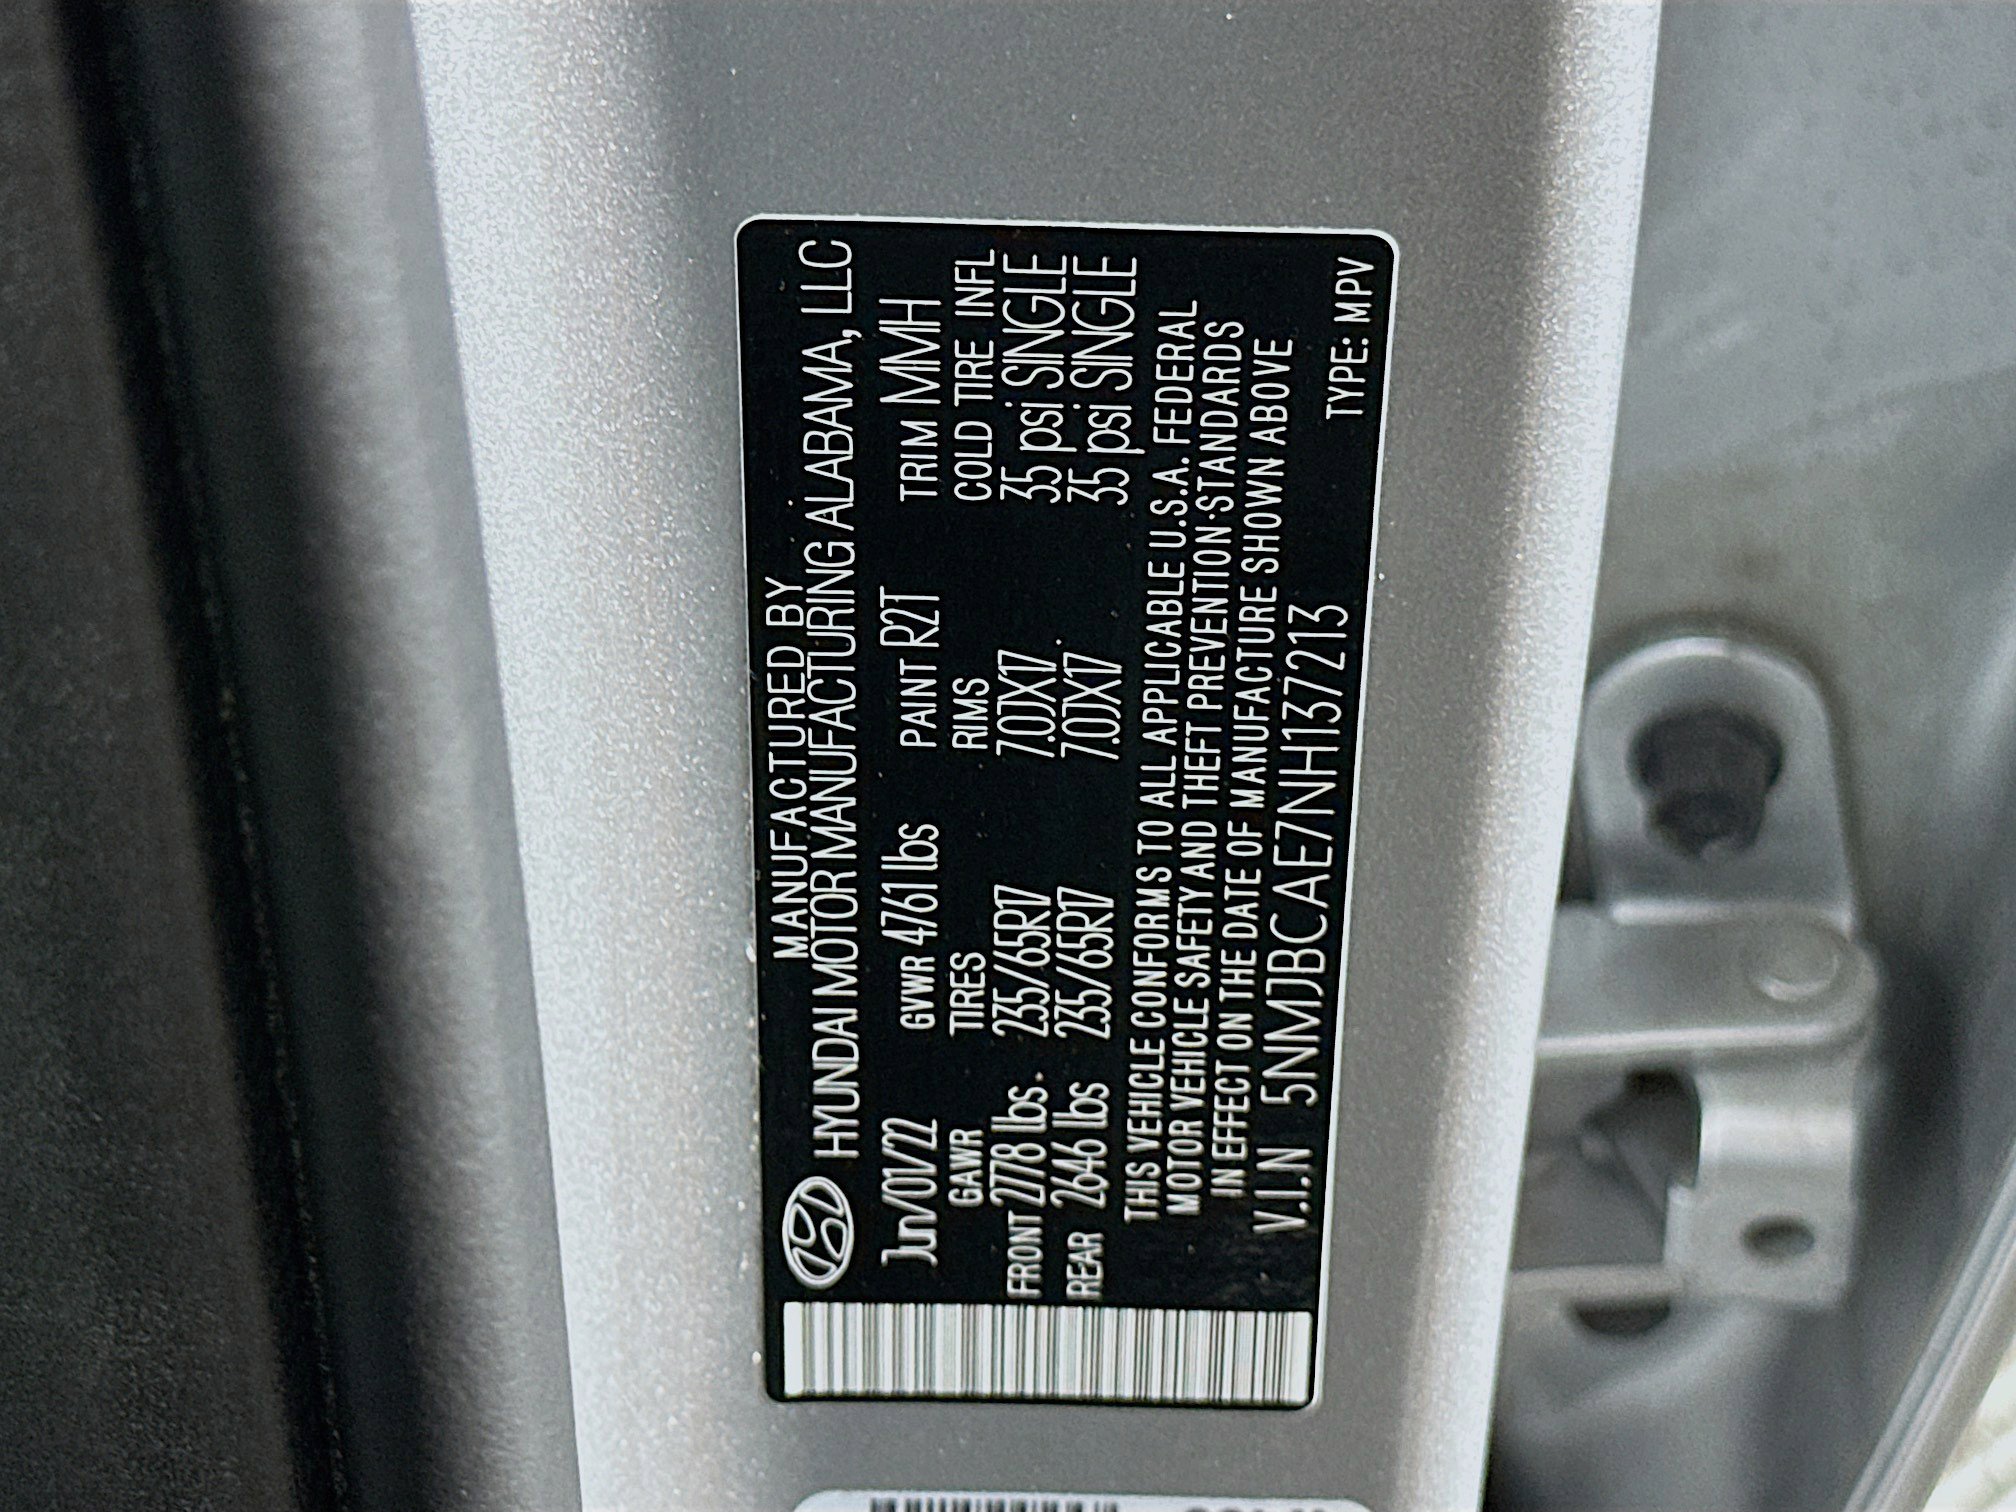 MANUFACTURED BY
HYUNDAI MOTOR MANUFACTURING ALABAMA, LLC
Jun/01/22 GVWR 4761 lbs PAINT R2T TRIM MMH
GAWR TIRES RIMS COLD TIRE INFL
FRONT 2778 lbs. 235/65R17 7.0JX17 35 psi SINGLE
REAR 2646 lbs 235/65R17 7.0JX17 35 psi SINGLE
THIS VEHICLE CONFORMS TO ALL APPLICABLE U.S.A. FEDERAL
MOTOR VEHICLE SAFETY AND THEFT PREVENTION STANDARDS
IN EFFECT ON THE DATE OF MANUFACTURE SHOWN ABOVE
V.I.N 5NMJBCAE7NH137213
TYPE: MPV